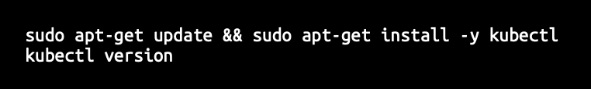 sudo apt-get update && sudo apt-get install -y kubectl
kubectl version